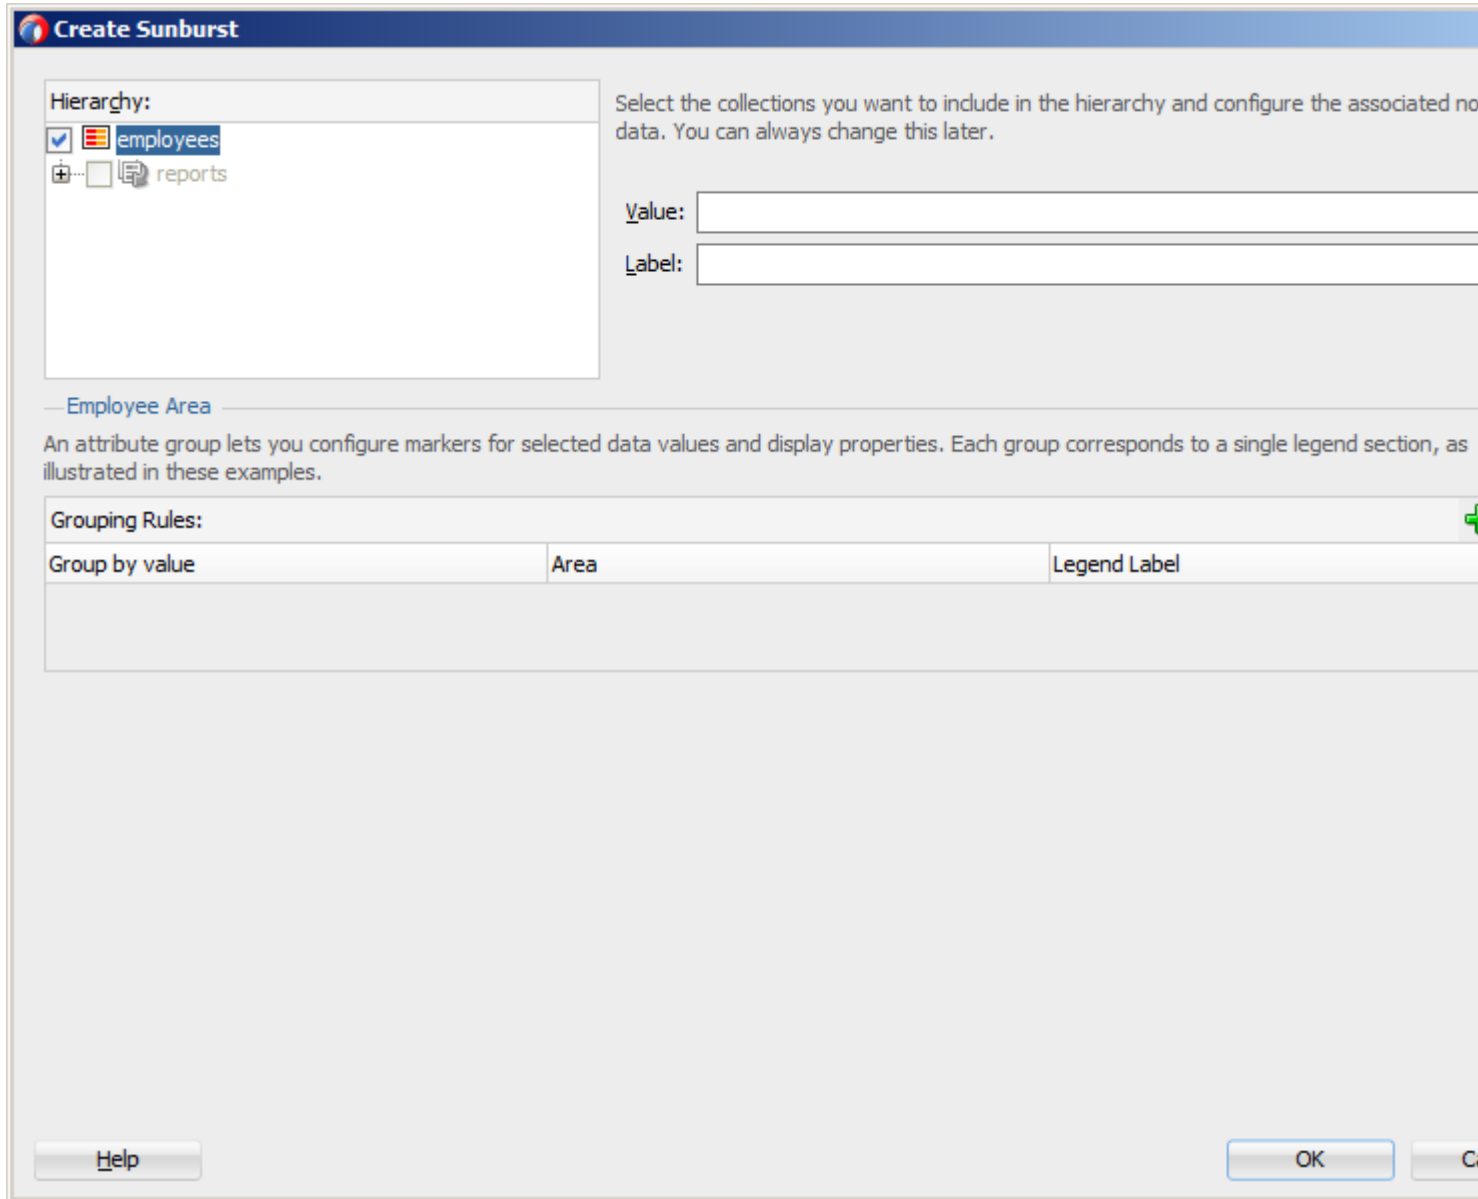 Create Sunburst
Hierarchy:
employees
reports
Select the collections you want to include in the hierarchy and configure the associated
data. You can always change this later.
Value:
Label:
Employee Area
An attribute group lets you configure markers for selected data values and display properties. Each group corresponds to a single legend section, as
illustrated in these examples.
Grouping Rules:
Group by value
Area
Legend Label
Help
OK